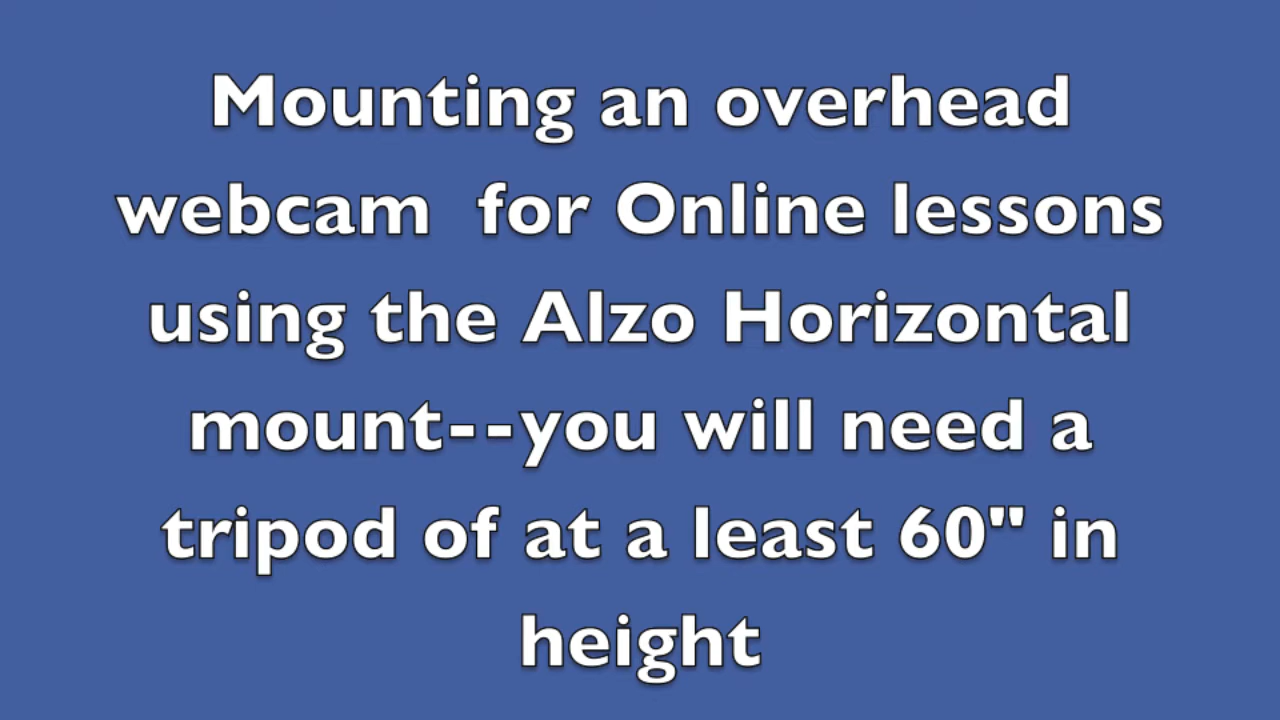 Mounting an overhead
webcam  for Online lessons
using the Alzo Horizontal
mount--you will need a
tripod of at a least 60" in
height